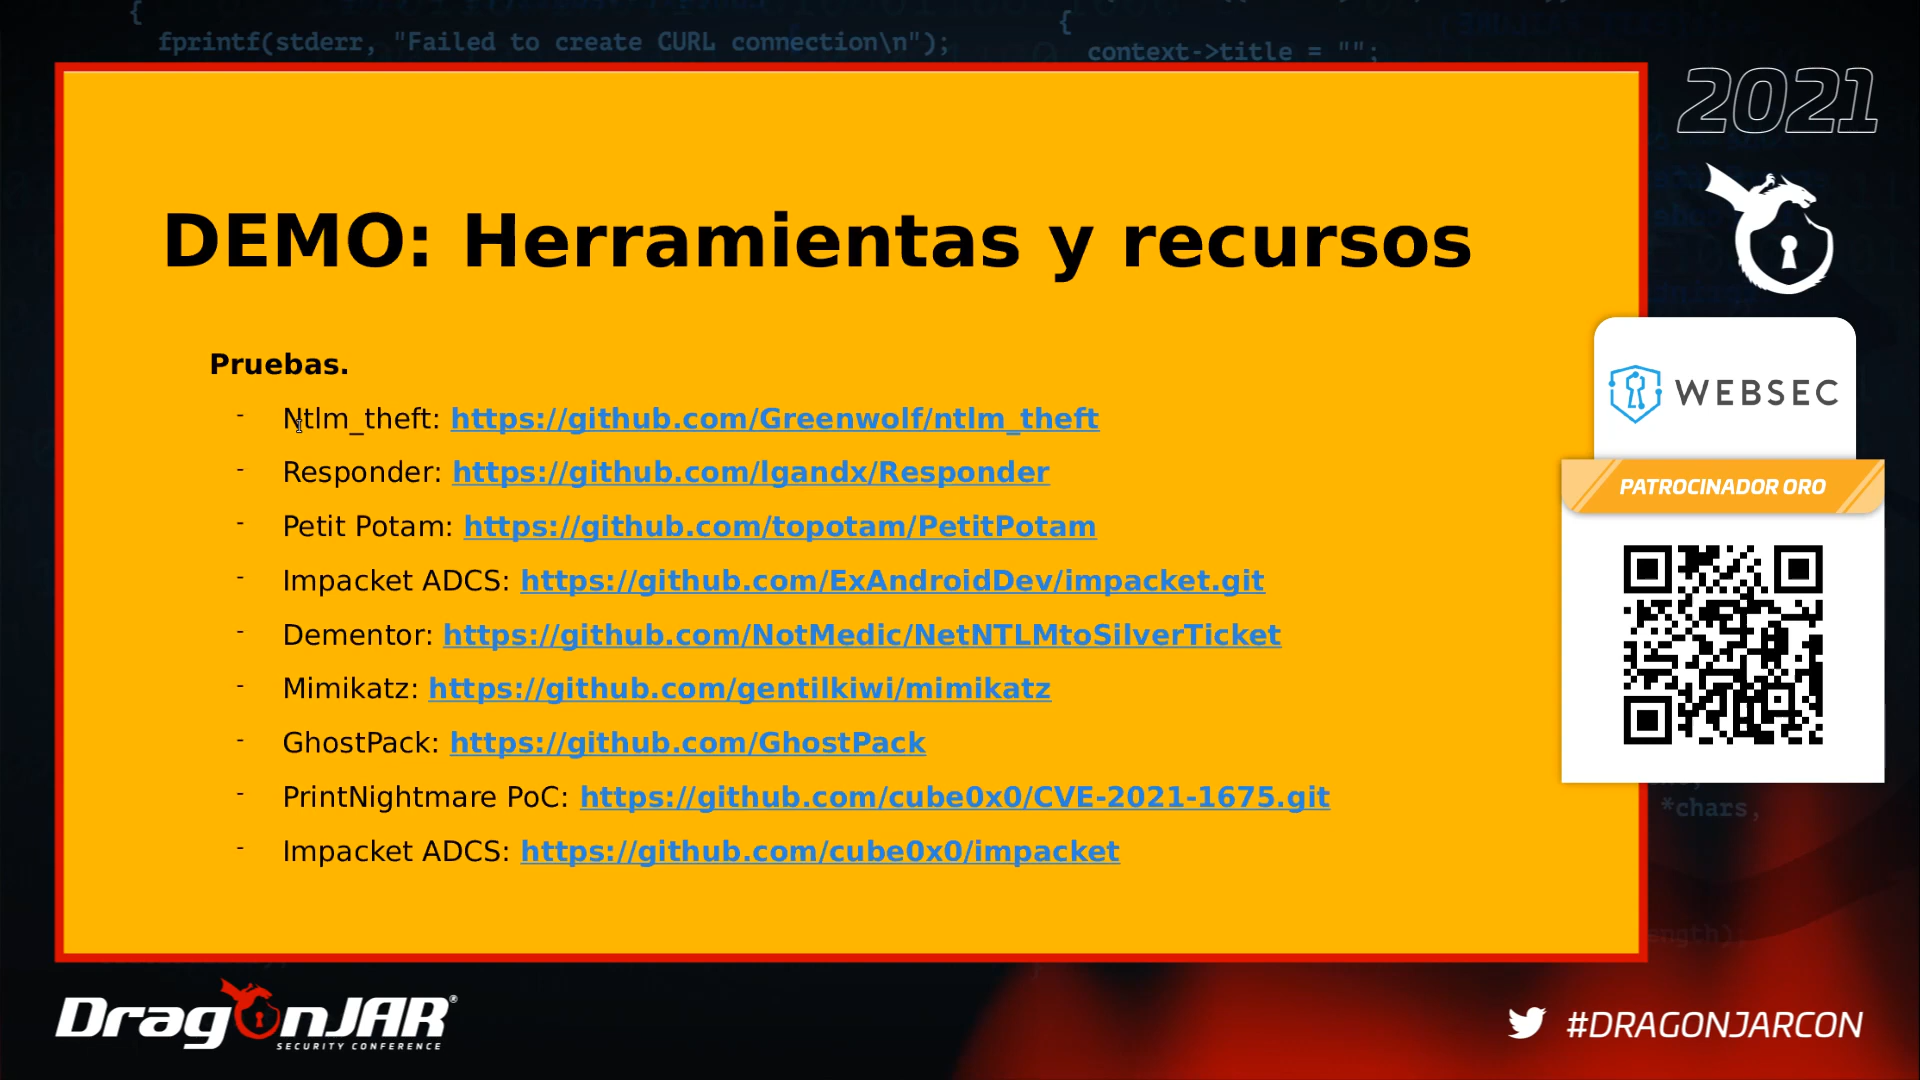 {
fprintf(stderr, "Failed to create CURL connection\n");
{
context->title = "";
2021
DEMO: Herramientas y recursos
Pruebas.
- Ntlm_theft: https://github.com/Greenwolf/ntlm_theft
- Responder: https://github.com/lgandx/Responder
- Petit Potam: https://github.com/topotam/PetitPotam
- Impacket ADCS: https://github.com/ExAndroidDev/impacket.git
- Dementor: https://github.com/NotMedic/NetNTLMtoSilverTicket
- Mimikatz: https://github.com/gentilkiwi/mimikatz
- GhostPack: https://github.com/GhostPack
- PrintNightmare PoC: https://github.com/cube0x0/CVE-2021-1675.git
- Impacket ADCS: https://github.com/cube0x0/impacket
WEBSEC
PATROCINADOR ORO
*chars,
DragonJAR®
SECURITY CONFERENCE
#DRAGONJARCON